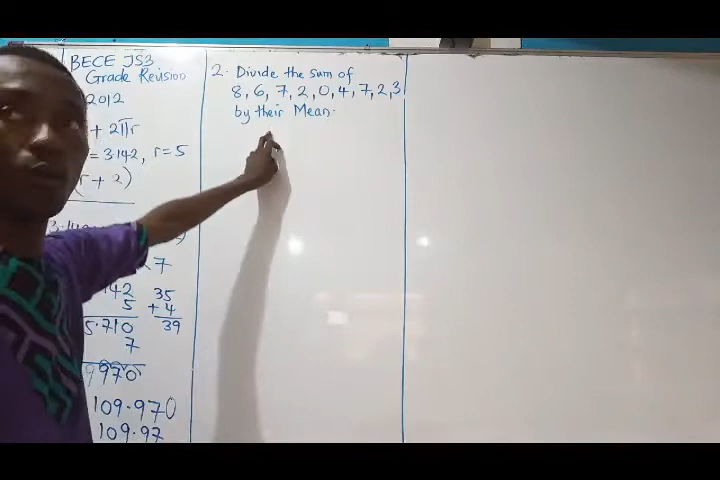 BECE JS3
Grade Revision
2012
+ 2πr
= 3.142, r = 5
r + 2)
7
142 35
5 + 4
5.710 39
7
9970
109.970
109.97
2. Divide the sum of
8, 6, 7, 2, 0, 4, 7, 2, 3
by their Mean.